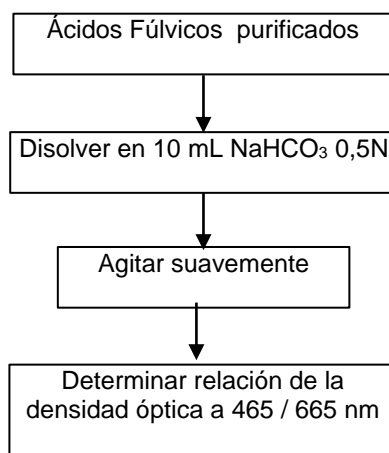 Ácidos Fúlvicos purificados
Disolver en 10 mL NaHCO₃ 0,5N
Agitar suavemente
Determinar relación de la
densidad óptica a 465 / 665 nm